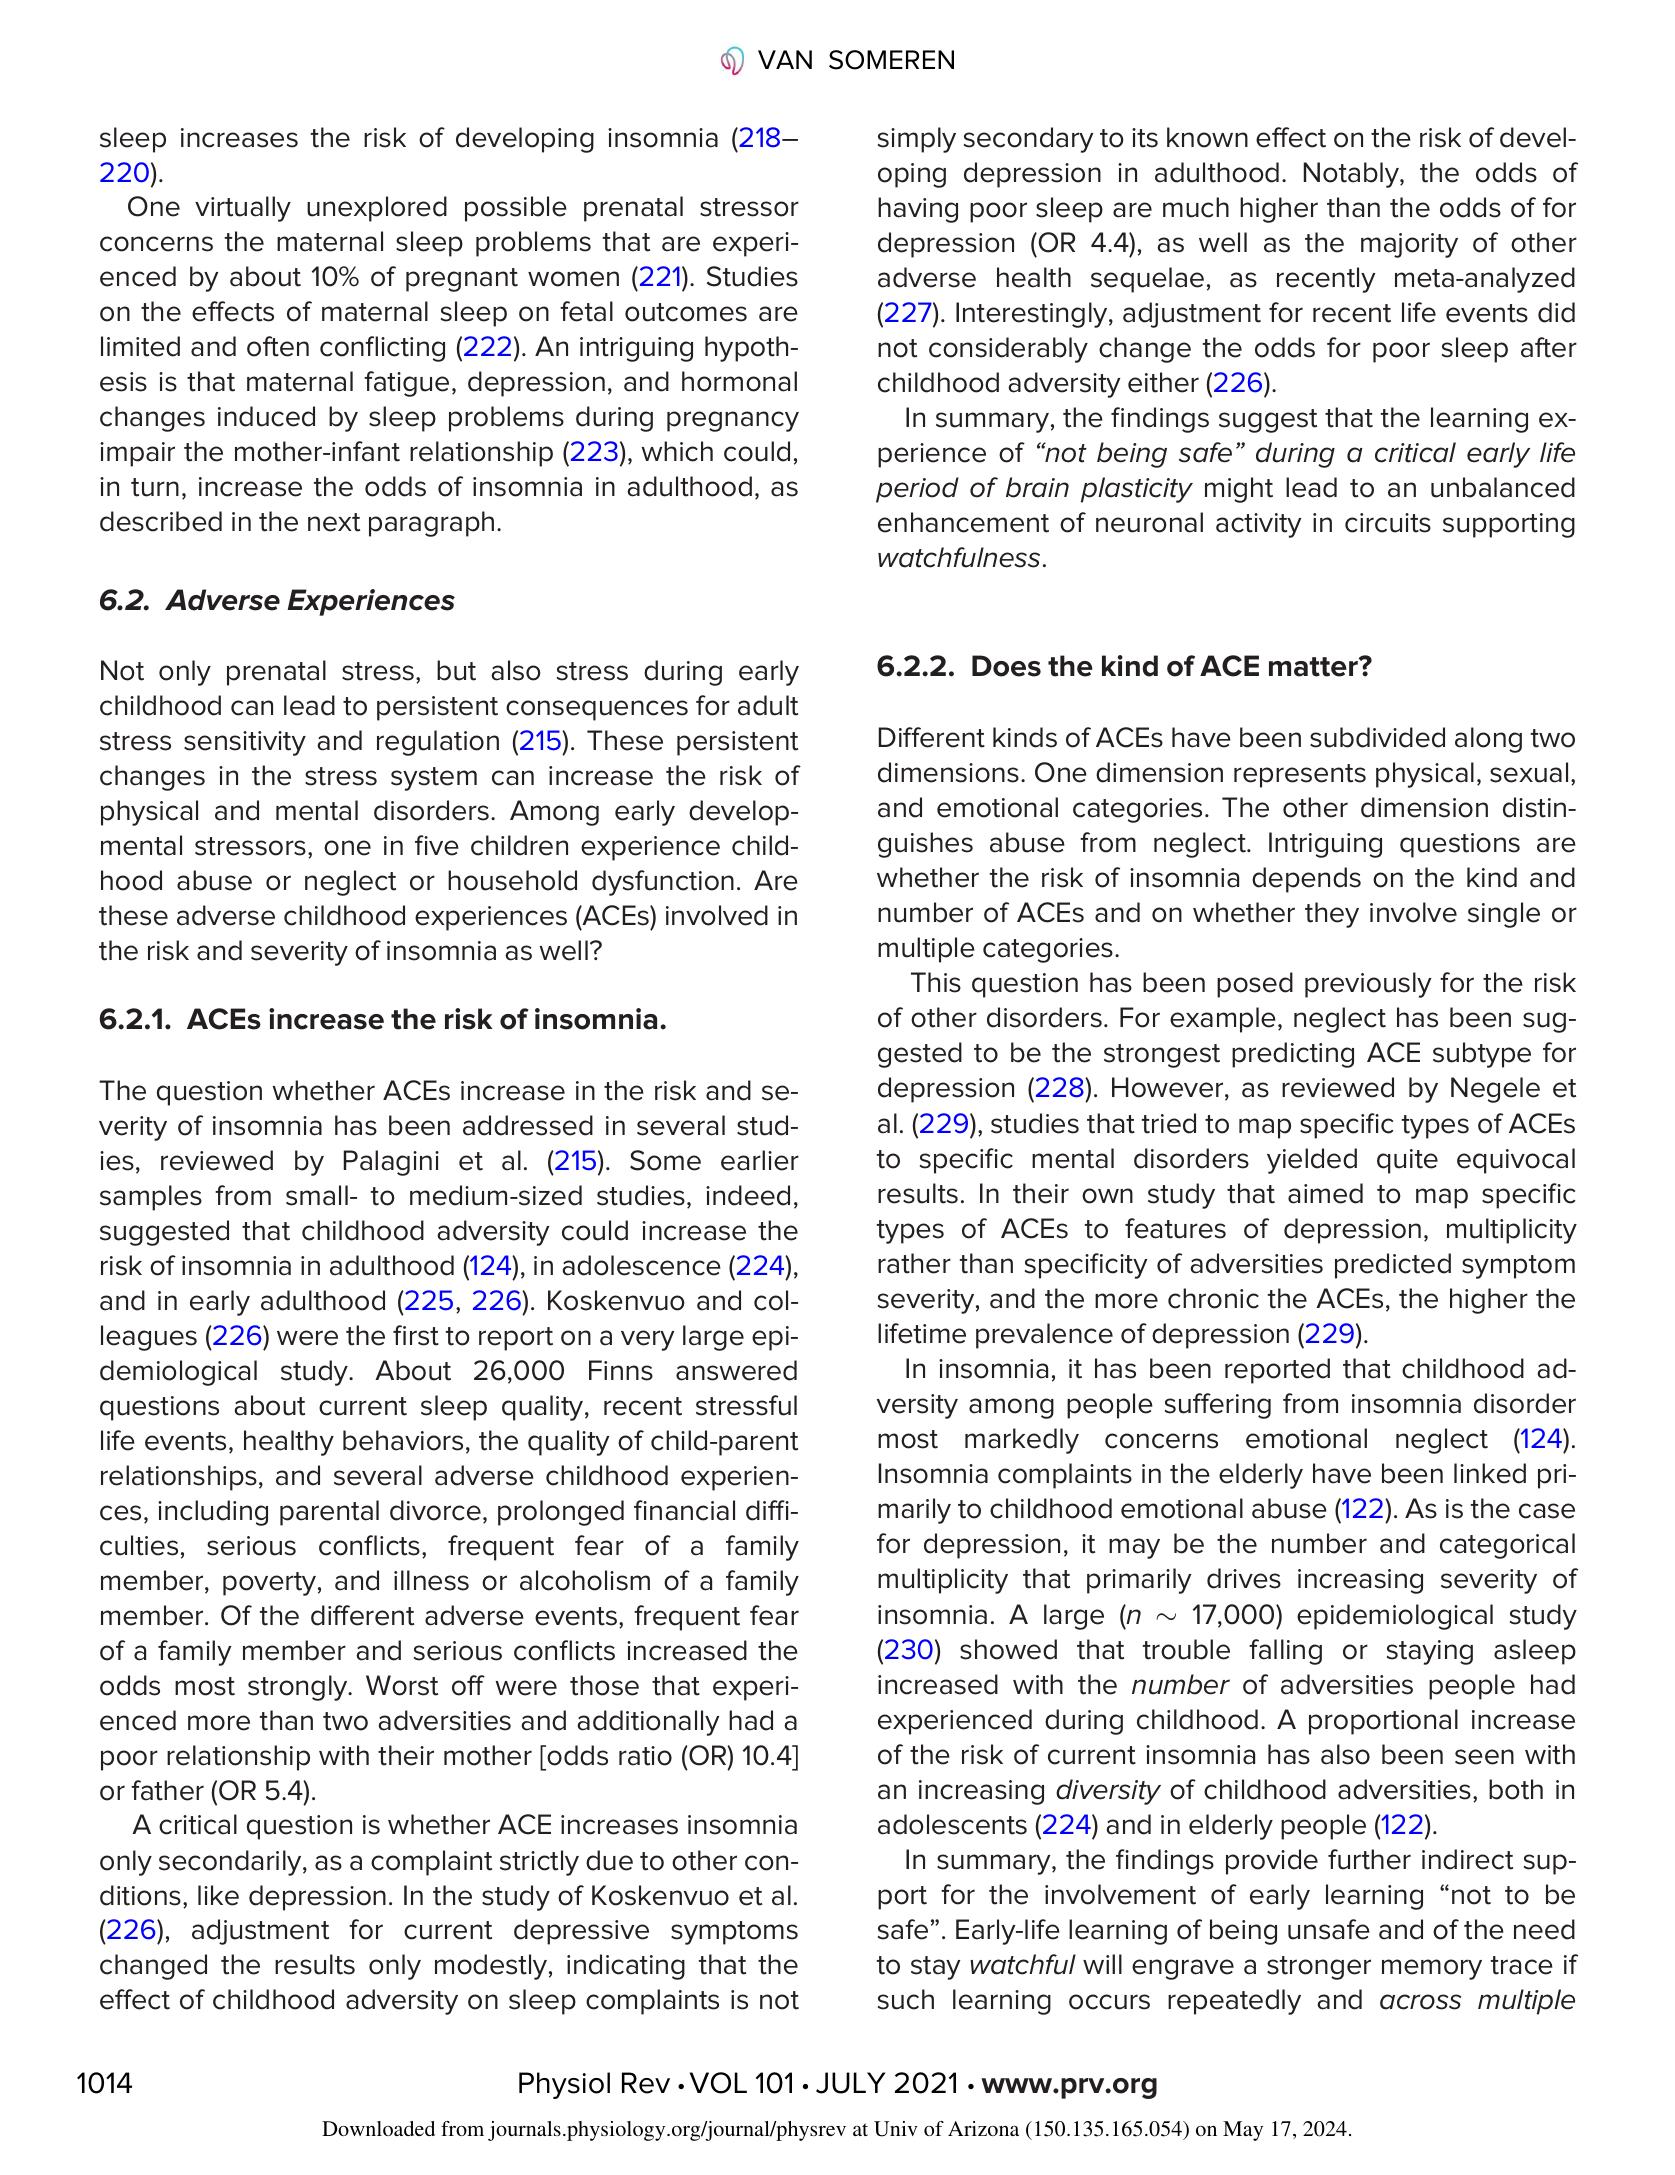 VAN SOMEREN
sleep increases the risk of developing insomnia (218–
220).
One virtually unexplored possible prenatal stressor
concerns the maternal sleep problems that are experi-
enced by about 10% of pregnant women (221). Studies
on the effects of maternal sleep on fetal outcomes are
limited and often conflicting (222). An intriguing hypoth-
esis is that maternal fatigue, depression, and hormonal
changes induced by sleep problems during pregnancy
impair the mother-infant relationship (223), which could,
in turn, increase the odds of insomnia in adulthood, as
described in the next paragraph.
6.2. Adverse Experiences
Not only prenatal stress, but also stress during early
childhood can lead to persistent consequences for adult
stress sensitivity and regulation (215). These persistent
changes in the stress system can increase the risk of
physical and mental disorders. Among early develop-
mental stressors, one in five children experience child-
hood abuse or neglect or household dysfunction. Are
these adverse childhood experiences (ACEs) involved in
the risk and severity of insomnia as well?
6.2.1. ACEs increase the risk of insomnia.
The question whether ACEs increase in the risk and se-
verity of insomnia has been addressed in several stud-
ies, reviewed by Palagini et al. (215). Some earlier
samples from small- to medium-sized studies, indeed,
suggested that childhood adversity could increase the
risk of insomnia in adulthood (124), in adolescence (224),
and in early adulthood (225, 226). Koskenvuo and col-
leagues (226) were the first to report on a very large epi-
demiological study. About 26,000 Finns answered
questions about current sleep quality, recent stressful
life events, healthy behaviors, the quality of child-parent
relationships, and several adverse childhood experien-
ces, including parental divorce, prolonged financial diffi-
culties, serious conflicts, frequent fear of a family
member, poverty, and illness or alcoholism of a family
member. Of the different adverse events, frequent fear
of a family member and serious conflicts increased the
odds most strongly. Worst off were those that experi-
enced more than two adversities and additionally had a
poor relationship with their mother [odds ratio (OR) 10.4]
or father (OR 5.4).
A critical question is whether ACE increases insomnia
only secondarily, as a complaint strictly due to other con-
ditions, like depression. In the study of Koskenvuo et al.
(226), adjustment for current depressive symptoms
changed the results only modestly, indicating that the
effect of childhood adversity on sleep complaints is not
simply secondary to its known effect on the risk of devel-
oping depression in adulthood. Notably, the odds of
having poor sleep are much higher than the odds of for
depression (OR 4.4), as well as the majority of other
adverse health sequelae, as recently meta-analyzed
(227). Interestingly, adjustment for recent life events did
not considerably change the odds for poor sleep after
childhood adversity either (226).
In summary, the findings suggest that the learning ex-
perience of “not being safe” during a critical early life
period of brain plasticity might lead to an unbalanced
enhancement of neuronal activity in circuits supporting
watchfulness.
6.2.2. Does the kind of ACE matter?
Different kinds of ACEs have been subdivided along two
dimensions. One dimension represents physical, sexual,
and emotional categories. The other dimension distin-
guishes abuse from neglect. Intriguing questions are
whether the risk of insomnia depends on the kind and
number of ACEs and on whether they involve single or
multiple categories.
This question has been posed previously for the risk
of other disorders. For example, neglect has been sug-
gested to be the strongest predicting ACE subtype for
depression (228). However, as reviewed by Negele et
al. (229), studies that tried to map specific types of ACEs
to specific mental disorders yielded quite equivocal
results. In their own study that aimed to map specific
types of ACEs to features of depression, multiplicity
rather than specificity of adversities predicted symptom
severity, and the more chronic the ACEs, the higher the
lifetime prevalence of depression (229).
In insomnia, it has been reported that childhood ad-
versity among people suffering from insomnia disorder
most markedly concerns emotional neglect (124).
Insomnia complaints in the elderly have been linked pri-
marily to childhood emotional abuse (122). As is the case
for depression, it may be the number and categorical
multiplicity that primarily drives increasing severity of
insomnia. A large (n ~ 17,000) epidemiological study
(230) showed that trouble falling or staying asleep
increased with the number of adversities people had
experienced during childhood. A proportional increase
of the risk of current insomnia has also been seen with
an increasing diversity of childhood adversities, both in
adolescents (224) and in elderly people (122).
In summary, the findings provide further indirect sup-
port for the involvement of early learning “not to be
safe”. Early-life learning of being unsafe and of the need
to stay watchful will engrave a stronger memory trace if
such learning occurs repeatedly and across multiple
1014
Physiol Rev • VOL 101 • JULY 2021 • www.prv.org
Downloaded from journals.physiology.org/journal/physrev at Univ of Arizona (150.135.165.054) on May 17, 2024.